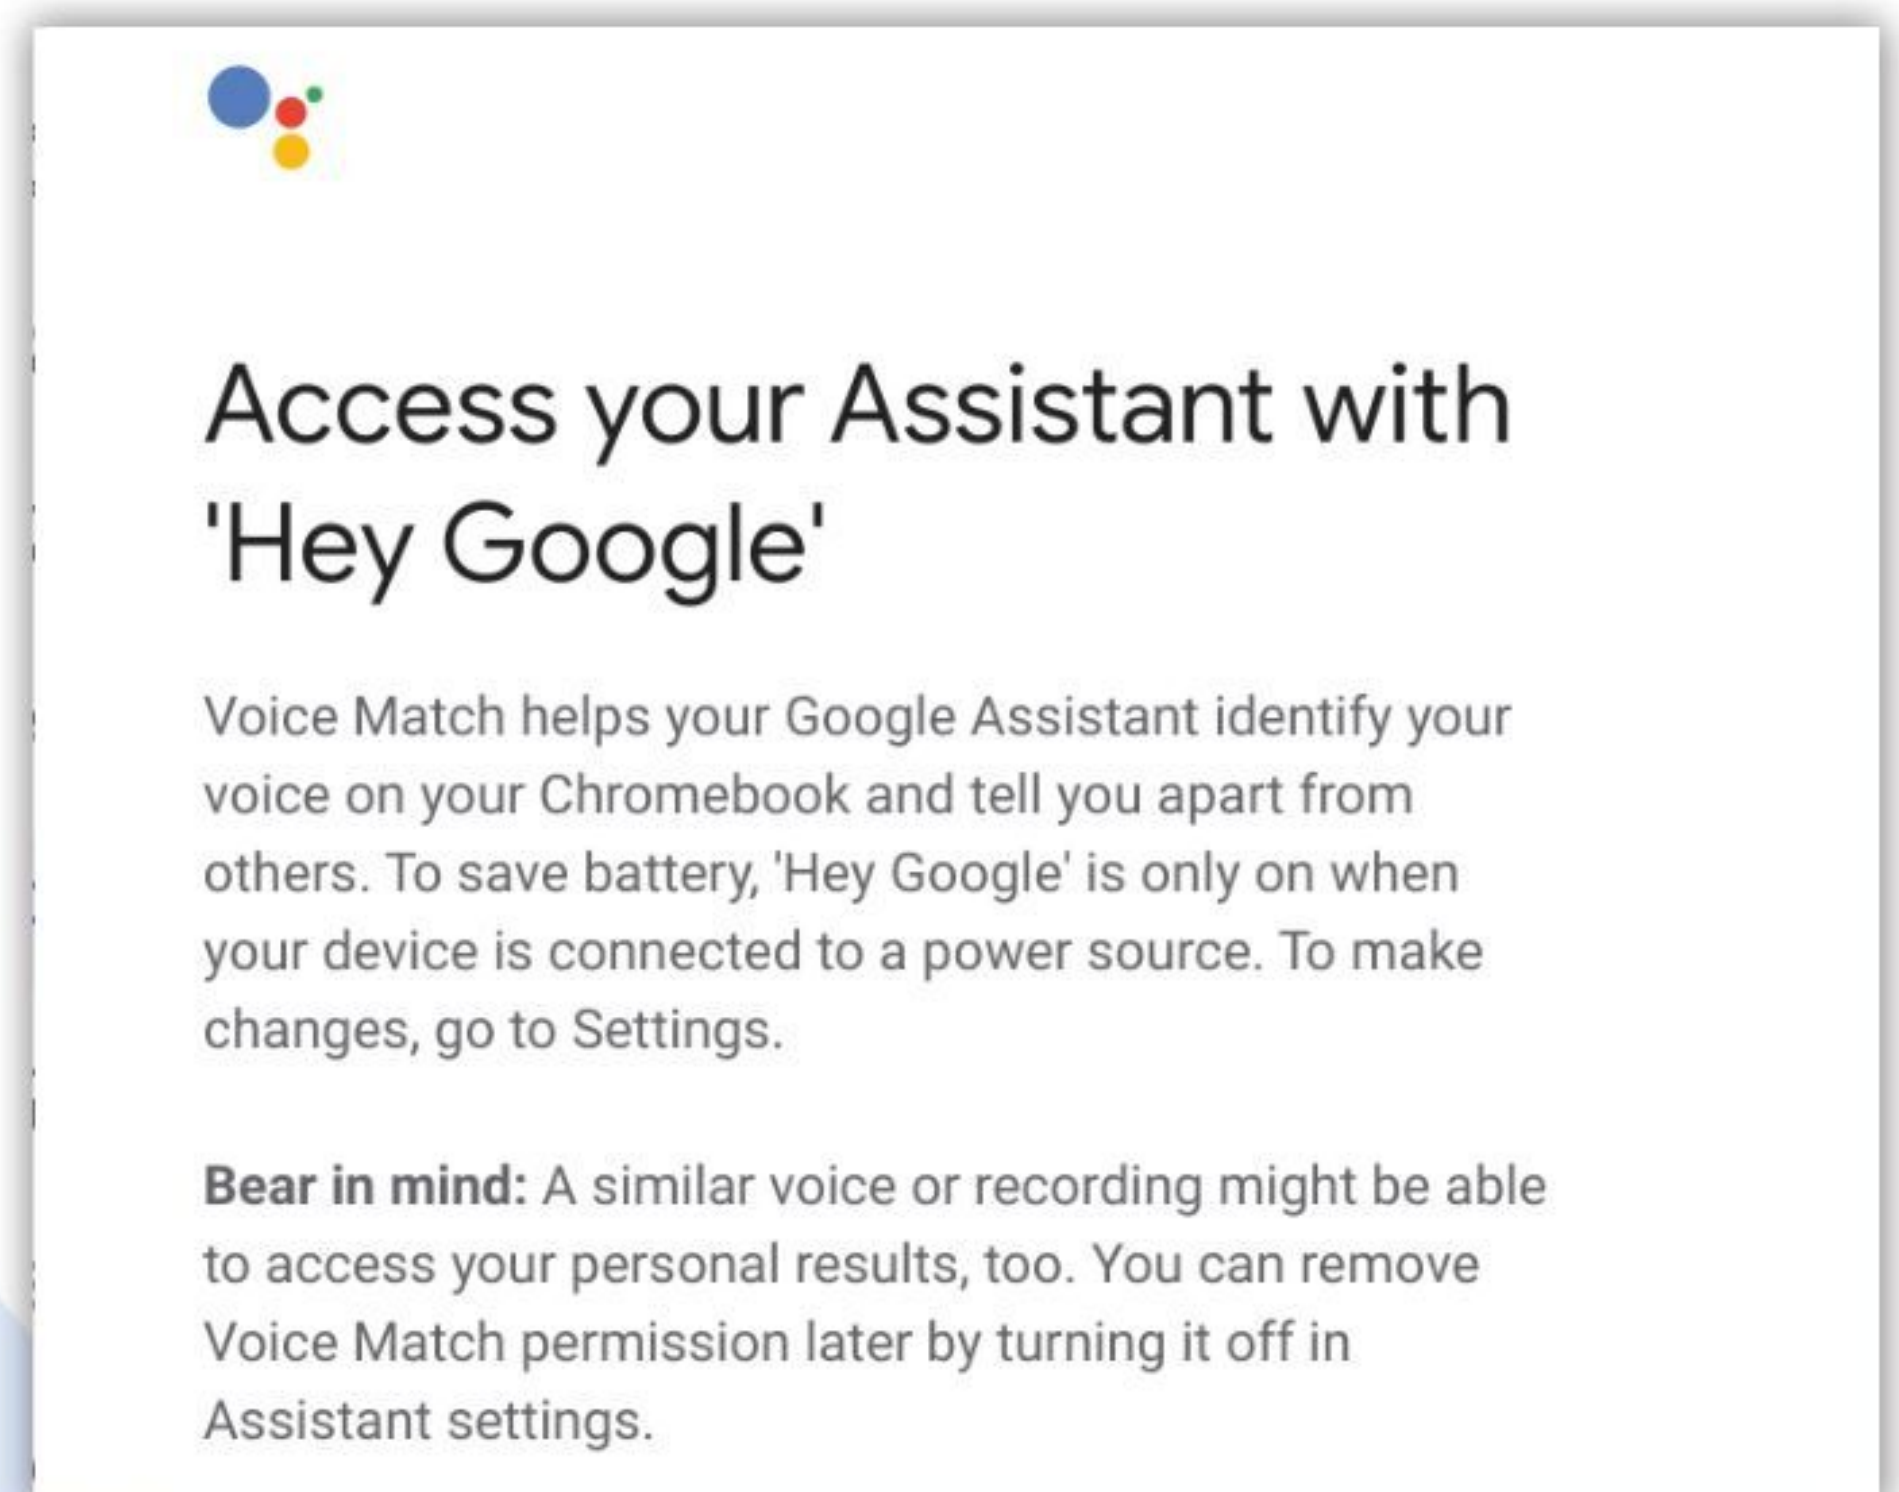 Access your Assistant with
'Hey Google'
Voice Match helps your Google Assistant identify your
voice on your Chromebook and tell you apart from
others. To save battery, 'Hey Google' is only on when
your device is connected to a power source. To make
changes, go to Settings.
Bear in mind: A similar voice or recording might be able
to access your personal results, too. You can remove
Voice Match permission later by turning it off in
Assistant settings.